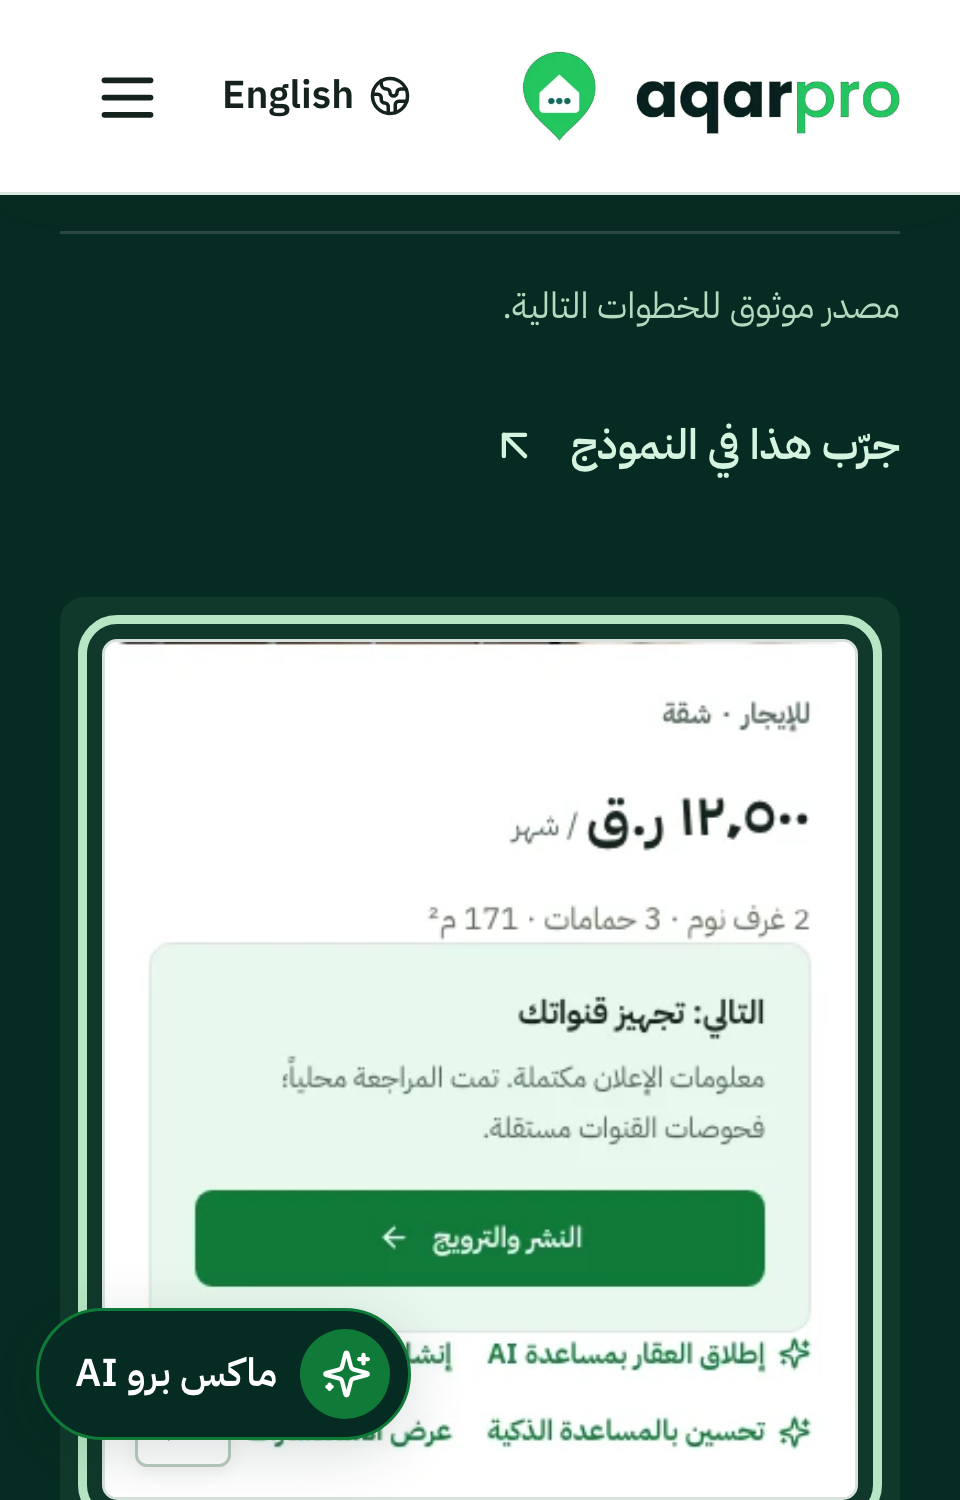 aqarpro
English
مصدر موثوق للخطوات التالية.
جرّب هذا في النموذج
للإيجار · شقة
١٢,٥٠٠ ر.ق / شهر
2 غرف نوم · 3 حمامات · 171 م²
التالي: تجهيز قنواتك
معلومات الإعلان مكتملة. تمت المراجعة محلياً؛
فحوصات القنوات مستقلة.
النشر والترويج
إطلاق العقار بمساعدة AI
تحسين بالمساعدة الذكية
عرض
ماكس برو AI